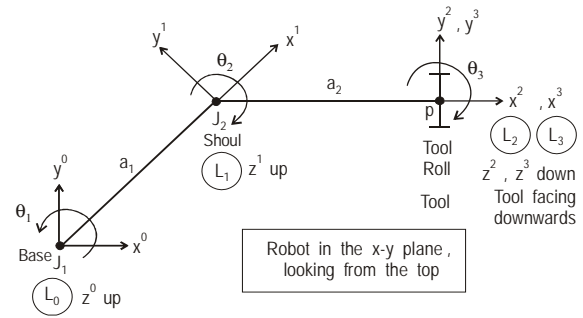 y² , y³
y¹
x¹
θ₂
θ₃
a₂
x² , x³
J₂
p
Shoul
L₁ z¹ up
L₂ L₃
Tool
Roll
z² , z³ down
Tool facing
downwards
Tool
a₁
y⁰
θ₁
x⁰
Base J₁
L₀ z⁰ up
Robot in the x-y plane ,
looking from the top